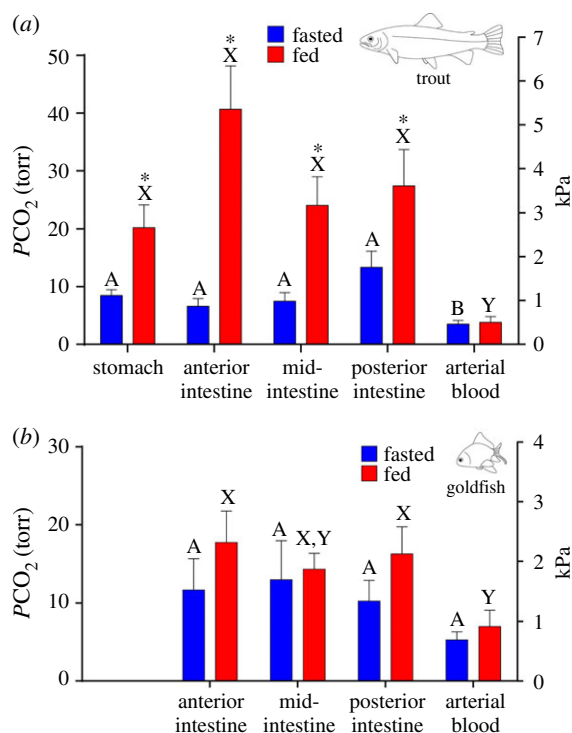 (a)
fasted
fed
trout
50
40
30
20
10
0
PCO2 (torr)
7
6
5
4
3
2
1
0
kPa
*
X
*
X
*
X
*
X
A
A
A
A
B
Y
stomach
anterior
intestine
mid-
intestine
posterior
intestine
arterial
blood
(b)
fasted
fed
goldfish
30
20
10
0
PCO2 (torr)
4
3
2
1
0
kPa
A
X
A
X,Y
A
X
A
Y
anterior
intestine
mid-
intestine
posterior
intestine
arterial
blood